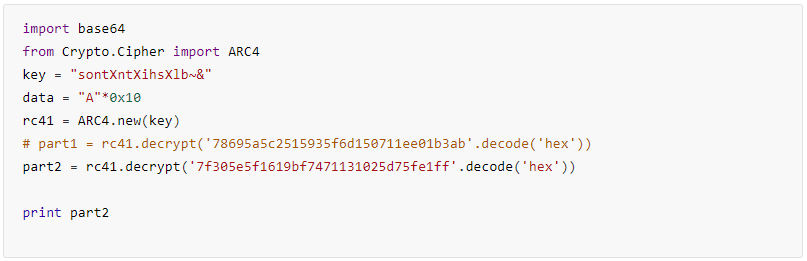 import base64
from Crypto.Cipher import ARC4
key = "sontXntXihsXlb~&"
data = "A"*0x10
rc41 = ARC4.new(key)
# part1 = rc41.decrypt('78695a5c2515935f6d150711ee01b3ab'.decode('hex'))
part2 = rc41.decrypt('7f305e5f1619bf7471131025d75fe1ff'.decode('hex'))
print part2